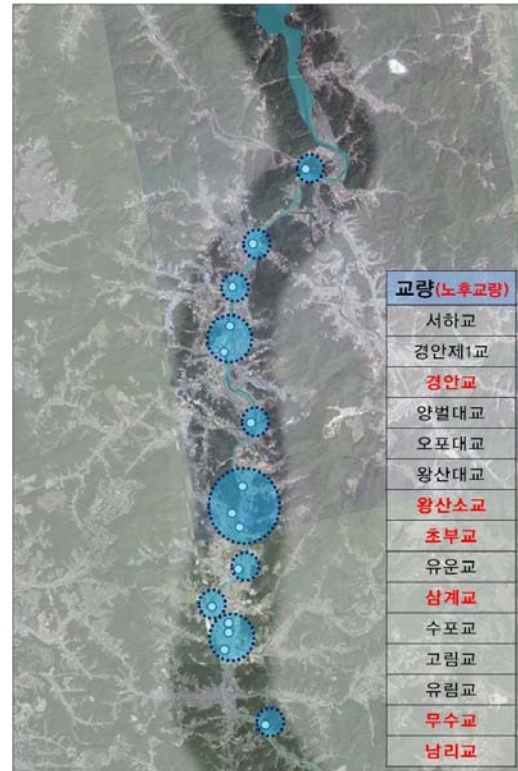 교량(노후교량)
서하교
경안제1교
경안교
양벌대교
오포대교
왕산대교
왕산소교
초부교
유운교
삼계교
수포교
고림교
유림교
무수교
남리교